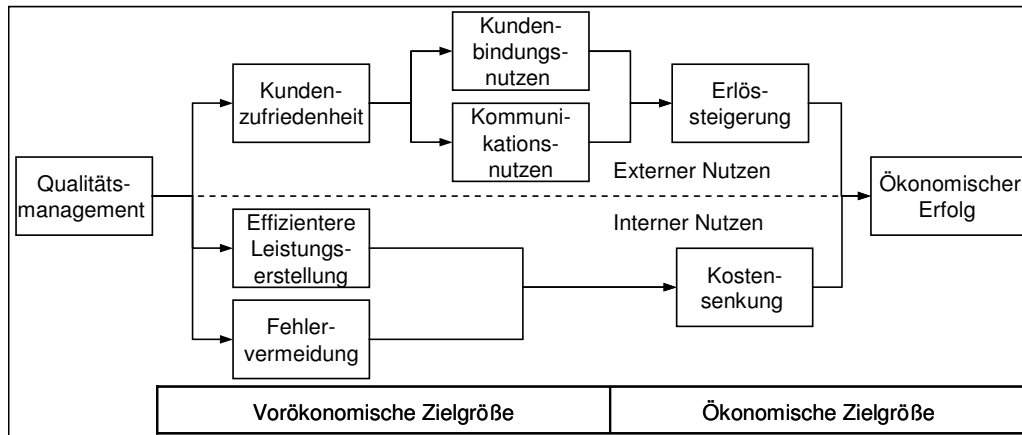 Qualitäts-
management
Kunden-
zufriedenheit
Kunden-
bindungs-
nutzen
Kommuni-
kations-
nutzen
Erlös-
steigerung
Externer Nutzen
Interner Nutzen
Effizientere
Leistungs-
erstellung
Fehler-
vermeidung
Kosten-
senkung
Ökonomischer
Erfolg
Vorökonomische Zielgröße
Ökonomische Zielgröße